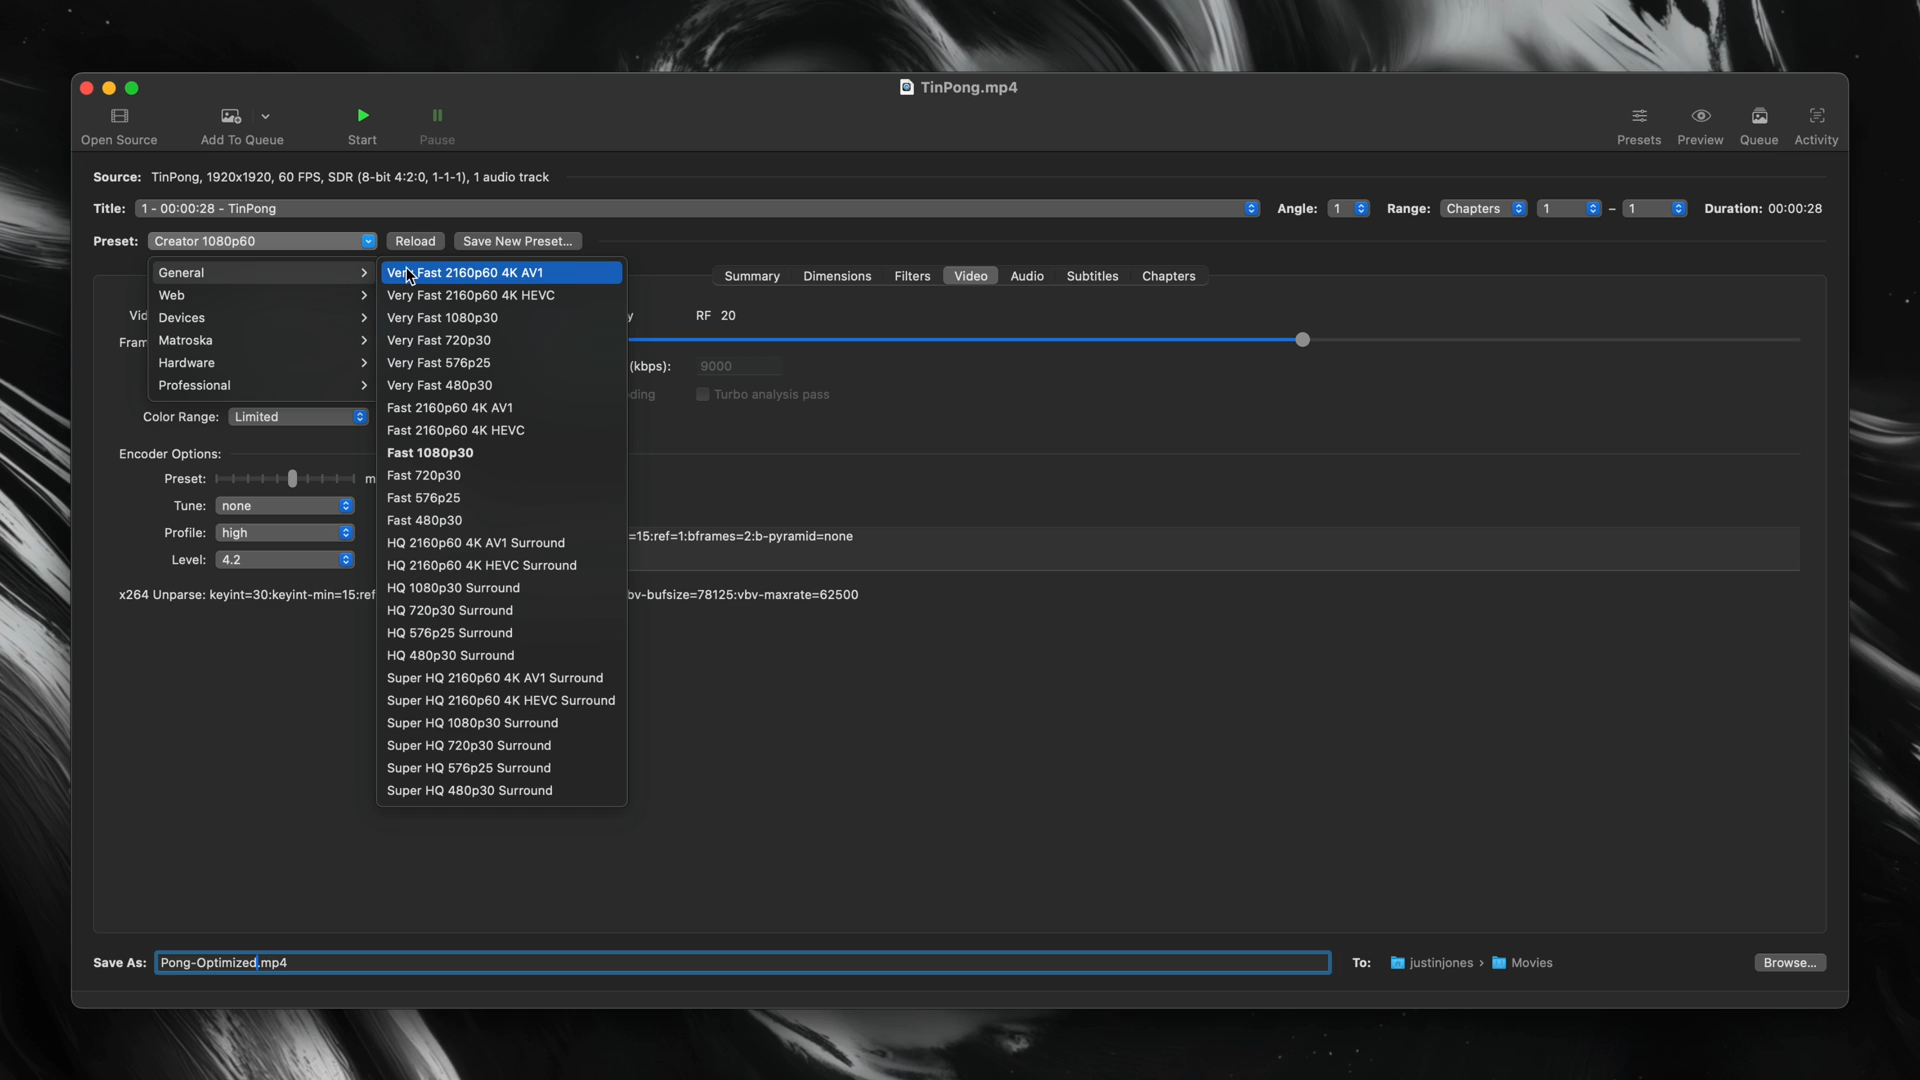 TinPong.mp4
Open Source
Add To Queue
Start
Pause
Presets
Preview
Queue
Activity
Source: TinPong, 1920x1920, 60 FPS, SDR (8-bit 4:2:0, 1-1-1), 1 audio track
Title: 1 - 00:00:28 - TinPong
Angle: 1
Range: Chapters 1 – 1
Duration: 00:00:28
Preset: Creator 1080p60
Reload
Save New Preset...
General
Web
Devices
Matroska
Hardware
Professional
Very Fast 2160p60 4K AV1
Very Fast 2160p60 4K HEVC
Very Fast 1080p30
Very Fast 720p30
Very Fast 576p25
Very Fast 480p30
Fast 2160p60 4K AV1
Fast 2160p60 4K HEVC
Fast 1080p30
Fast 720p30
Fast 576p25
Fast 480p30
HQ 2160p60 4K AV1 Surround
HQ 2160p60 4K HEVC Surround
HQ 1080p30 Surround
HQ 720p30 Surround
HQ 576p25 Surround
HQ 480p30 Surround
Super HQ 2160p60 4K AV1 Surround
Super HQ 2160p60 4K HEVC Surround
Super HQ 1080p30 Surround
Super HQ 720p30 Surround
Super HQ 576p25 Surround
Super HQ 480p30 Surround
Summary
Dimensions
Filters
Video
Audio
Subtitles
Chapters
Vid
y
RF 20
Fram
(kbps): 9000
ding
Turbo analysis pass
Color Range: Limited
Encoder Options:
Preset: m
Tune: none
Profile: high
=15:ref=1:bframes=2:b-pyramid=none
Level: 4.2
x264 Unparse: keyint=30:keyint-min=15:ref
bv-bufsize=78125:vbv-maxrate=62500
Save As: Pong-Optimized.mp4
To: justinjones › Movies
Browse...